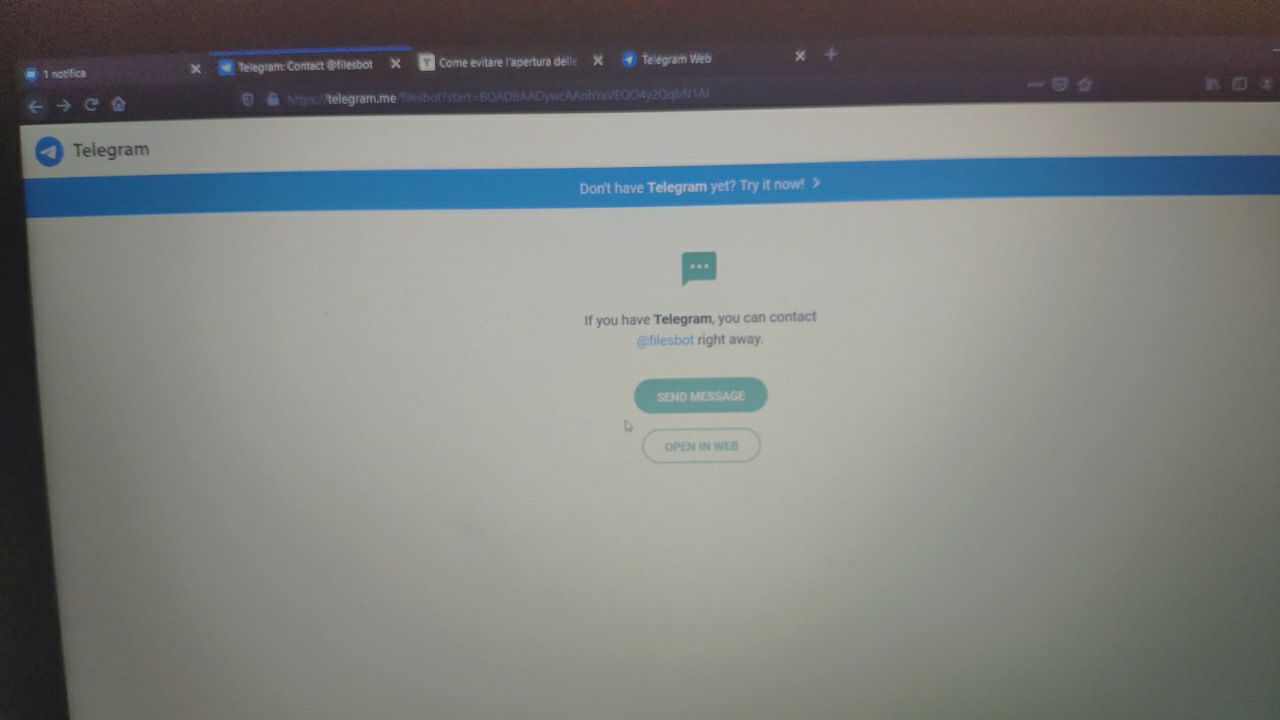 1 notifica
Telegram: Contact @filesbot
Come evitare l'apertura delle
Telegram Web
https://telegram.me/filesbot?start=
Telegram
Don't have Telegram yet? Try it now!
If you have Telegram, you can contact
@filesbot right away.
SEND MESSAGE
OPEN IN WEB